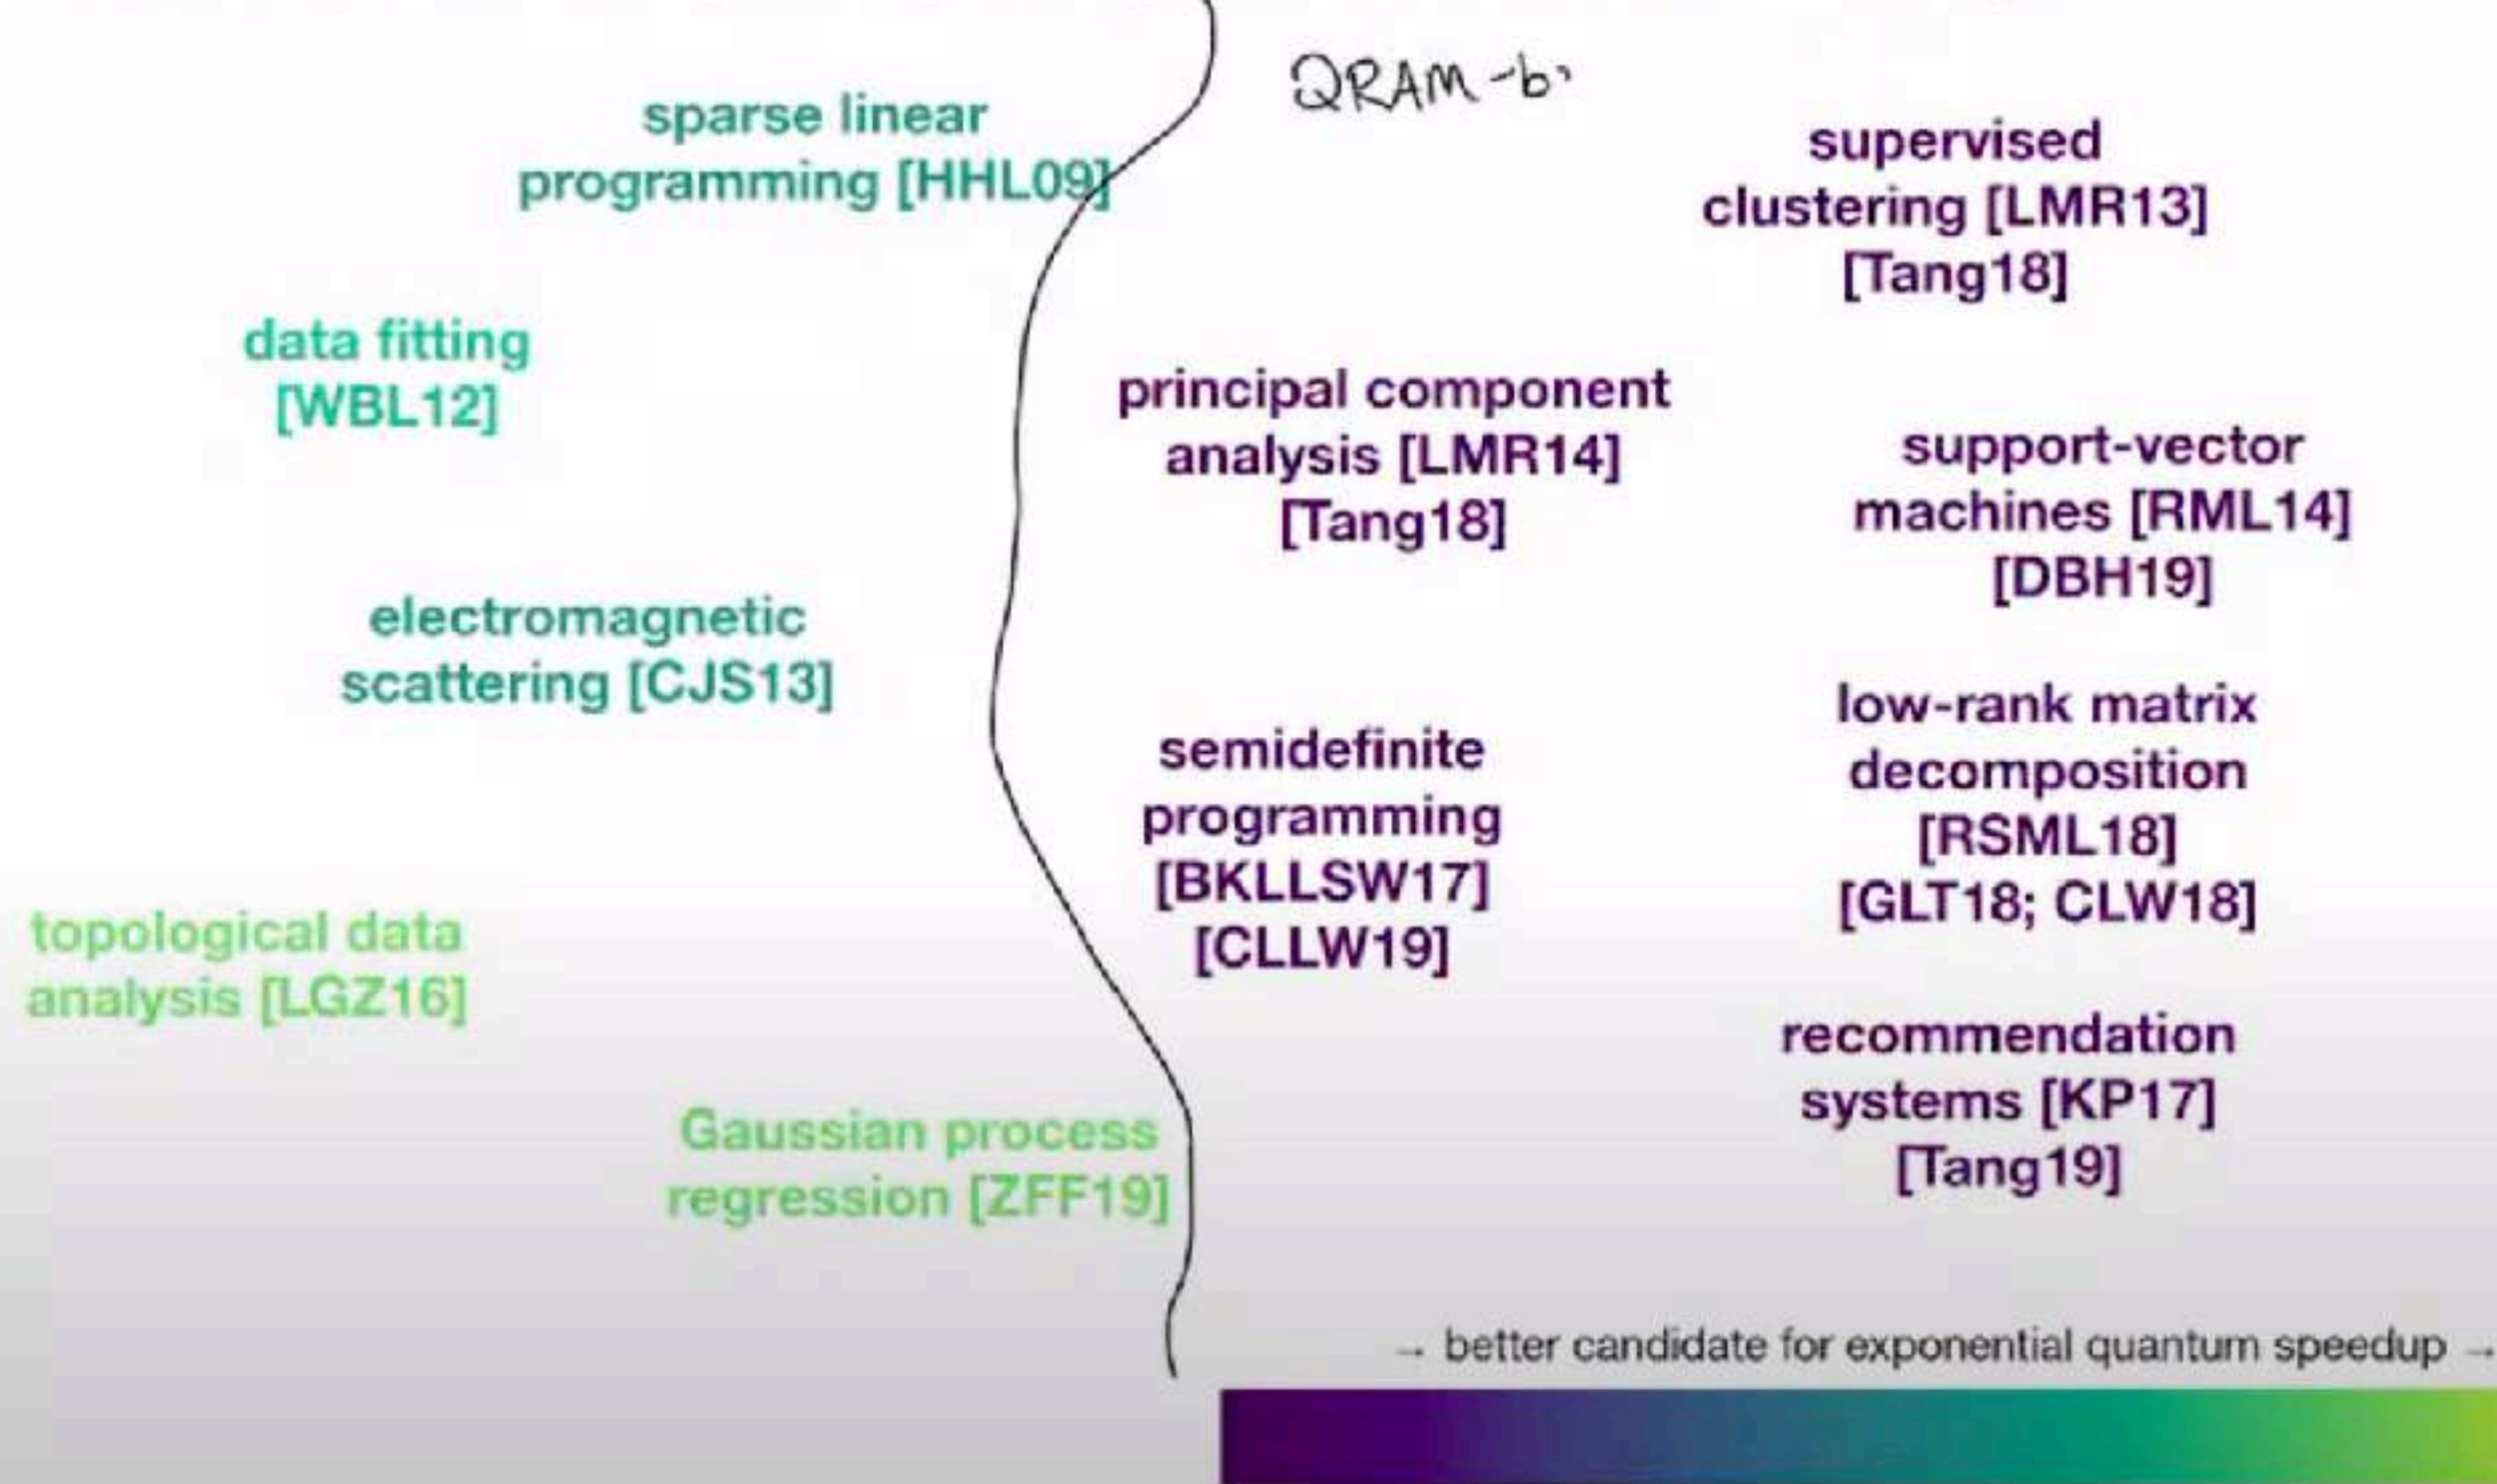 QRAM-b
sparse linear
programming [HHL09]
data fitting
[WBL12]
electromagnetic
scattering [CJS13]
topological data
analysis [LGZ16]
Gaussian process
regression [ZFF19]
supervised
clustering [LMR13]
[Tang18]
principal component
analysis [LMR14]
[Tang18]
support-vector
machines [RML14]
[DBH19]
semidefinite
programming
[BKLLSW17]
[CLLW19]
low-rank matrix
decomposition
[RSML18]
[GLT18; CLW18]
recommendation
systems [KP17]
[Tang19]
→ better candidate for exponential quantum speedup →